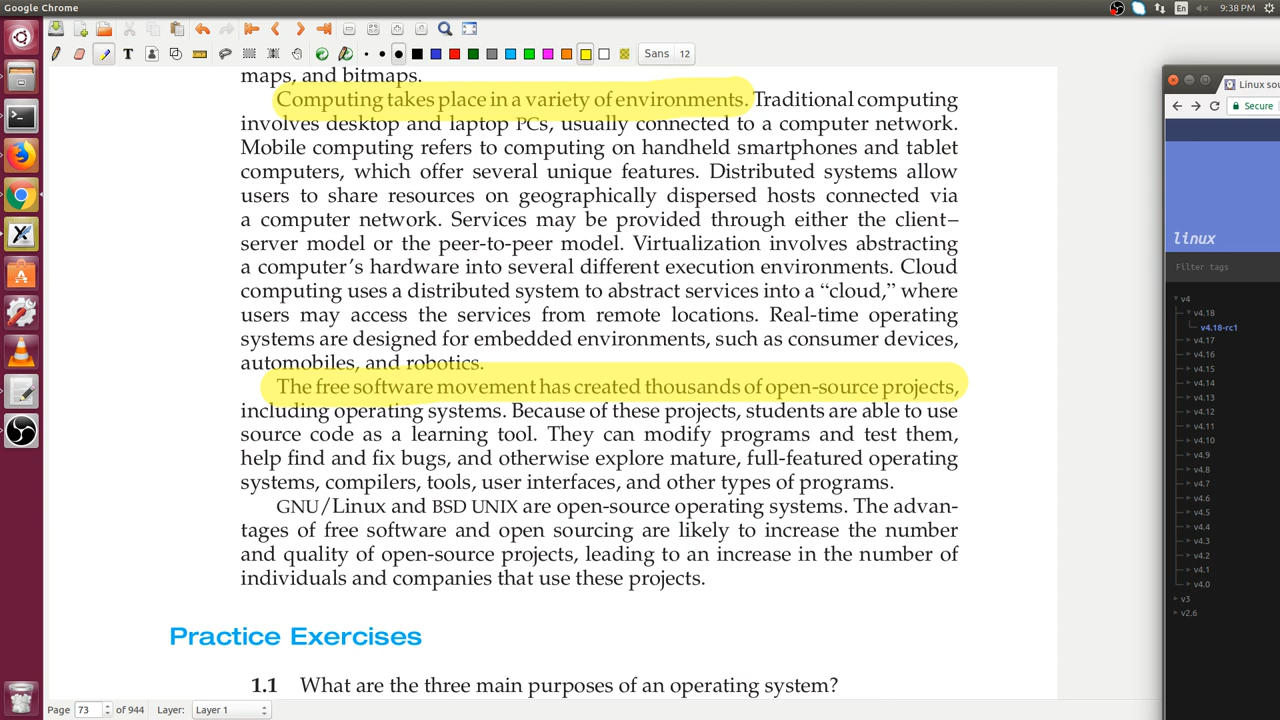 Google Chrome
En
9:38 PM
Sans 12
maps, and bitmaps.
Computing takes place in a variety of environments. Traditional computing
involves desktop and laptop PCs, usually connected to a computer network.
Mobile computing refers to computing on handheld smartphones and tablet
computers, which offer several unique features. Distributed systems allow
users to share resources on geographically dispersed hosts connected via
a computer network. Services may be provided through either the client–
server model or the peer-to-peer model. Virtualization involves abstracting
a computer's hardware into several different execution environments. Cloud
computing uses a distributed system to abstract services into a “cloud,” where
users may access the services from remote locations. Real-time operating
systems are designed for embedded environments, such as consumer devices,
automobiles, and robotics.
The free software movement has created thousands of open-source projects,
including operating systems. Because of these projects, students are able to use
source code as a learning tool. They can modify programs and test them,
help find and fix bugs, and otherwise explore mature, full-featured operating
systems, compilers, tools, user interfaces, and other types of programs.
GNU/Linux and BSD UNIX are open-source operating systems. The advan-
tages of free software and open sourcing are likely to increase the number
and quality of open-source projects, leading to an increase in the number of
individuals and companies that use these projects.
Practice Exercises
1.1 What are the three main purposes of an operating system?
Page 73 of 944 Layer: Layer 1
Linux sou
Secure
linux
Filter tags
v4
v4.18
v4.18-rc1
v4.17
v4.16
v4.15
v4.14
v4.13
v4.12
v4.11
v4.10
v4.9
v4.8
v4.7
v4.6
v4.5
v4.4
v4.3
v4.2
v4.1
v4.0
v3
v2.6